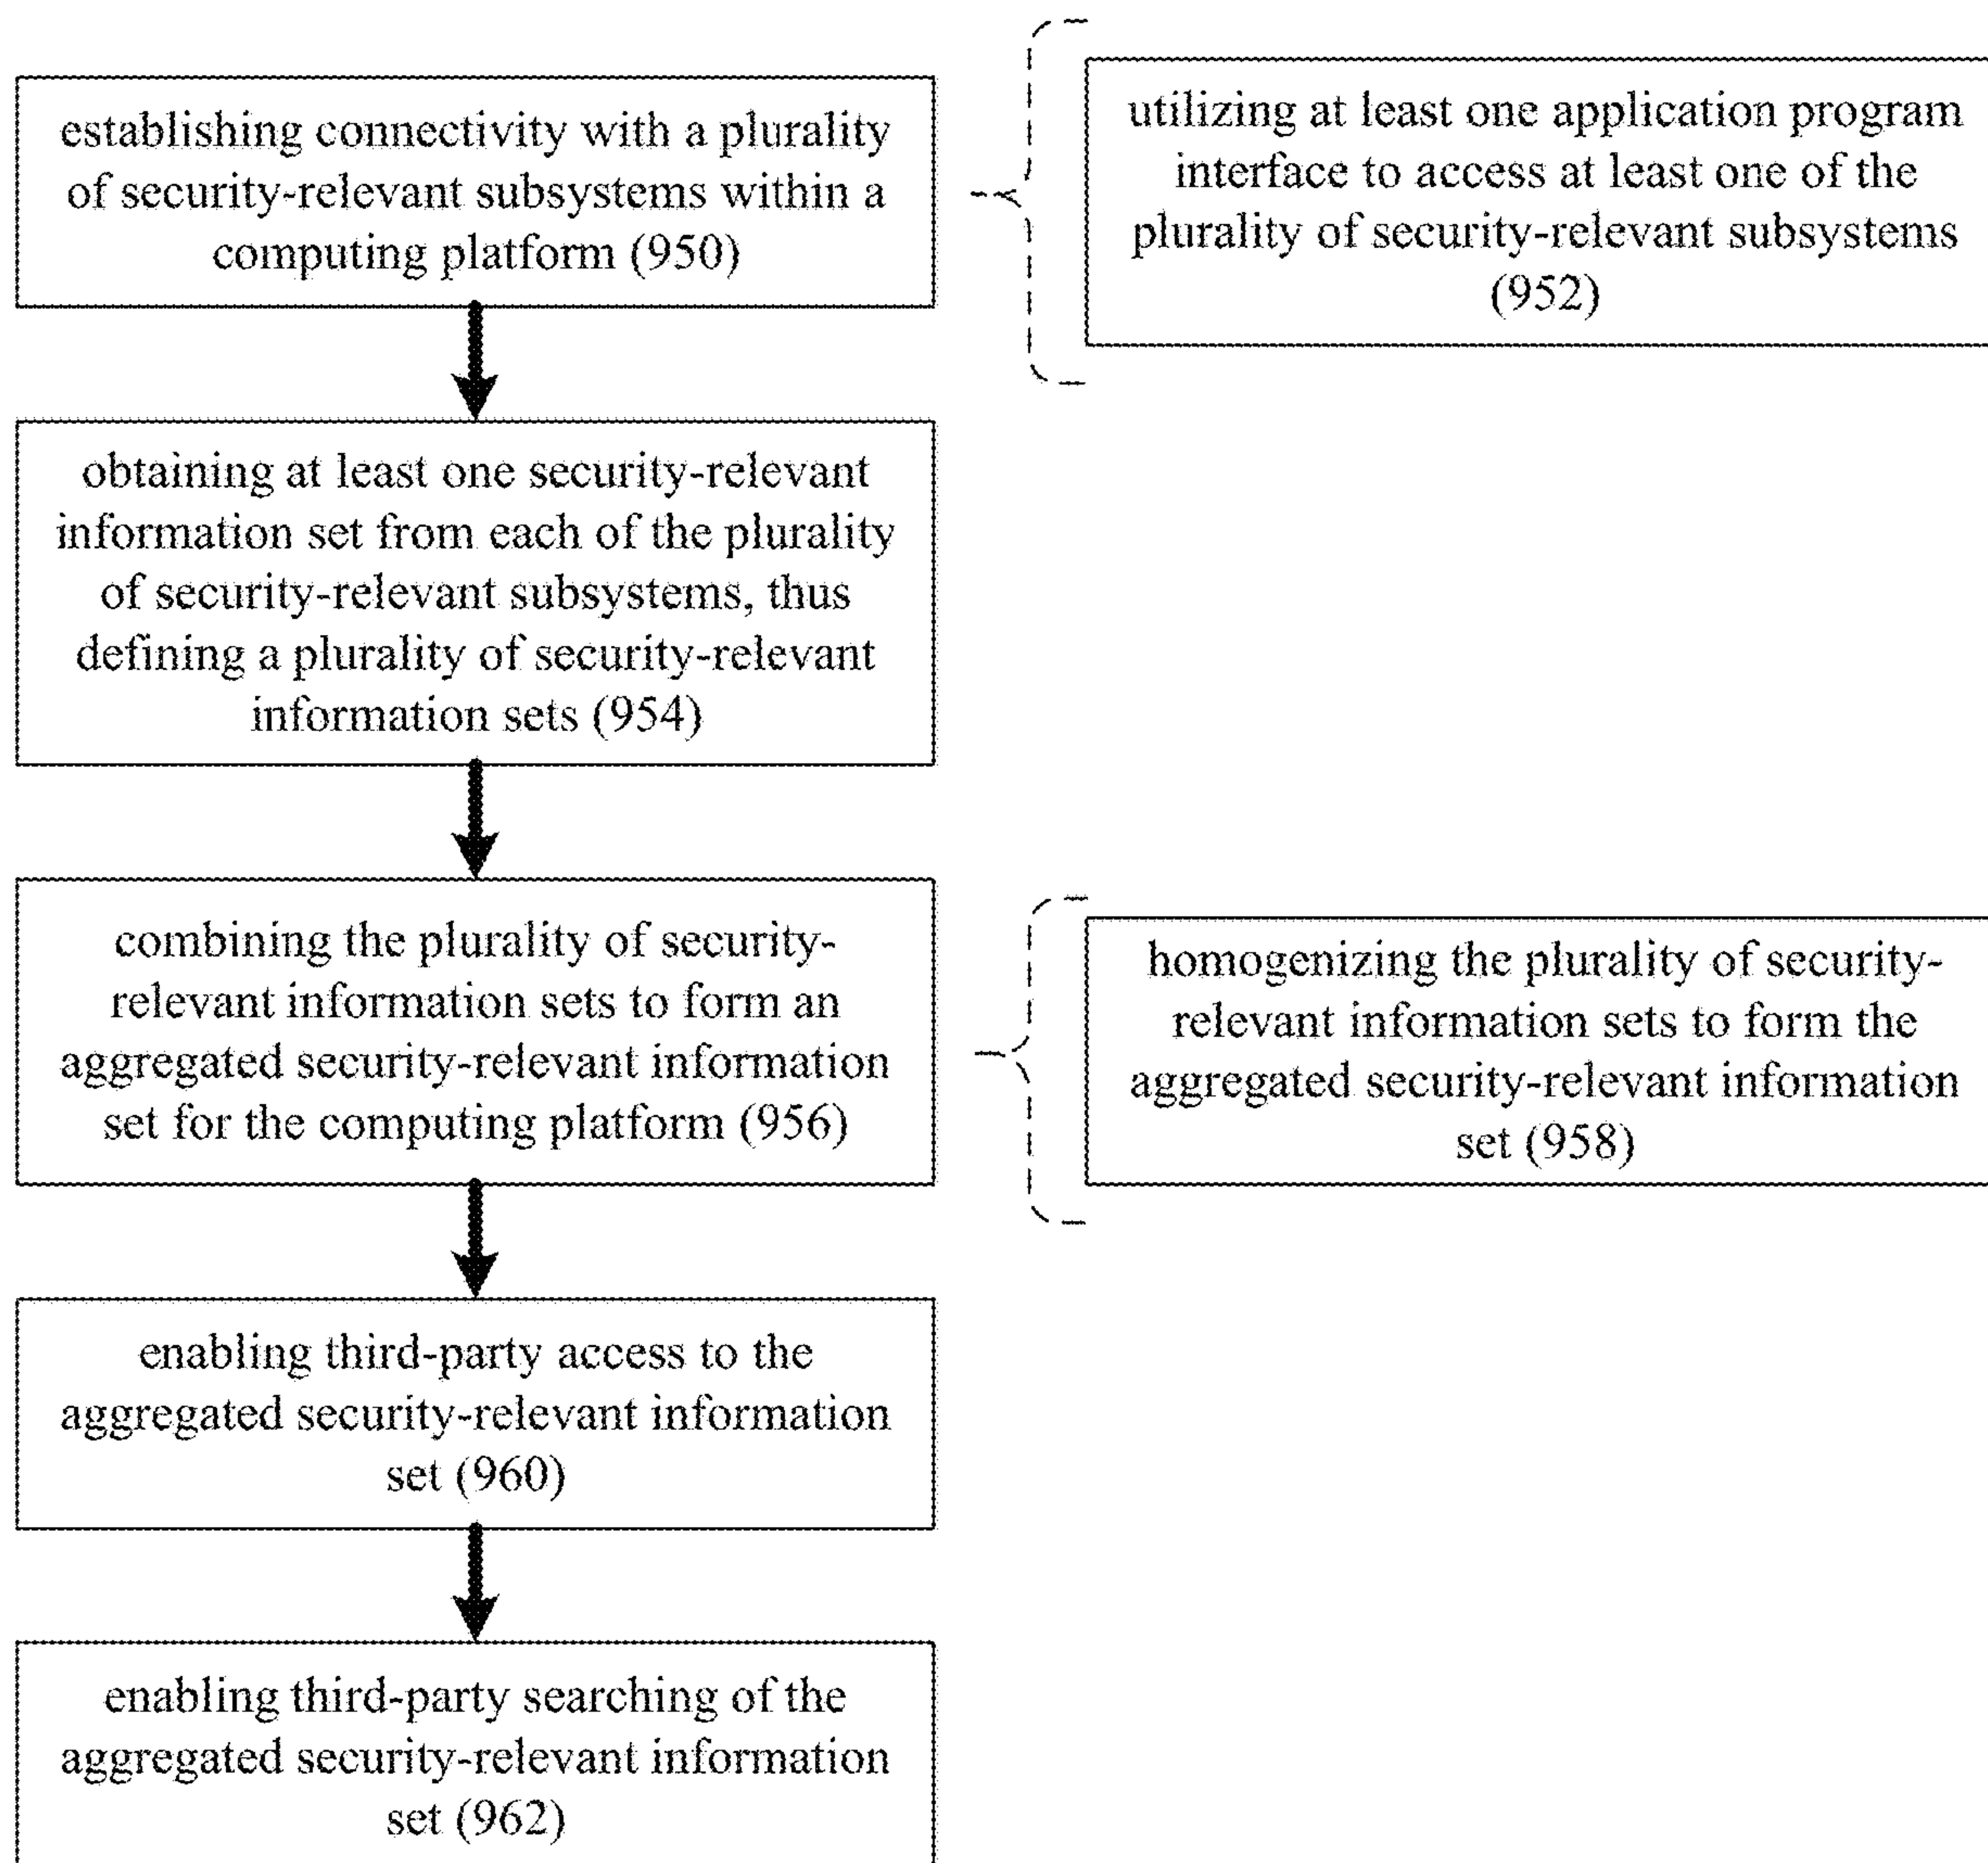 establishing connectivity with a plurality
of security-relevant subsystems within a
computing platform (950)
utilizing at least one application program
interface to access at least one of the
plurality of security-relevant subsystems
(952)
obtaining at least one security-relevant
information set from each of the plurality
of security-relevant subsystems, thus
defining a plurality of security-relevant
information sets (954)
combining the plurality of security-
relevant information sets to form an
aggregated security-relevant information
set for the computing platform (956)
homogenizing the plurality of security-
relevant information sets to form the
aggregated security-relevant information
set (958)
enabling third-party access to the
aggregated security-relevant information
set (960)
enabling third-party searching of the
aggregated security-relevant information
set (962)